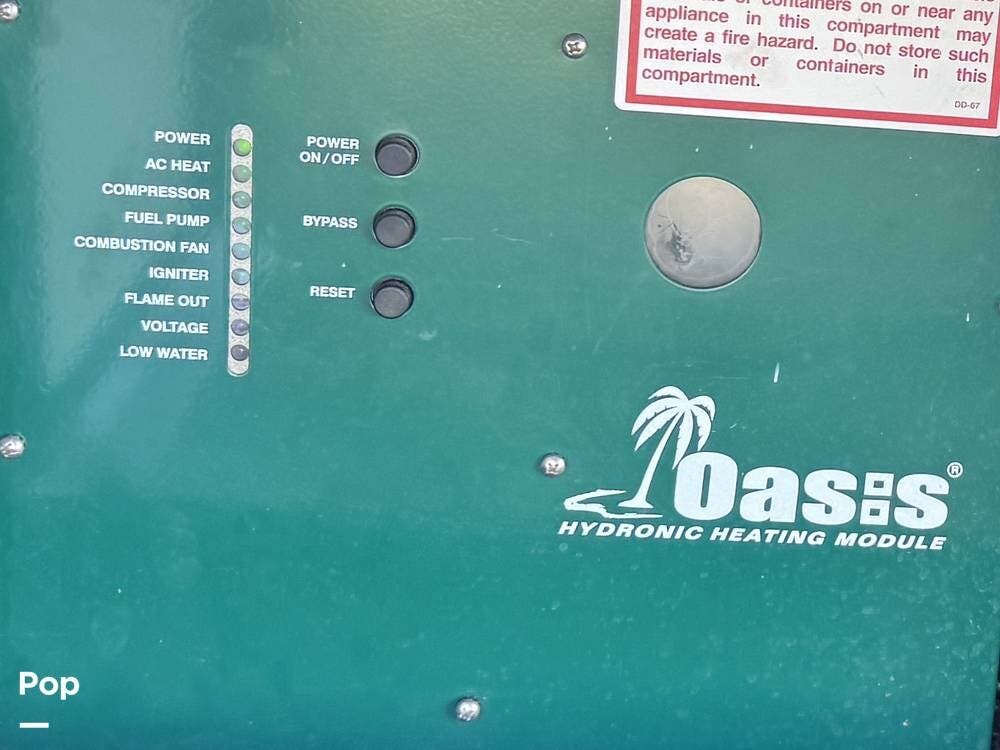 containers on or near any
appliance in this compartment may
create a fire hazard. Do not store such
materials or containers in this
compartment.
DD-67
POWER
AC HEAT
COMPRESSOR
FUEL PUMP
COMBUSTION FAN
IGNITER
FLAME OUT
VOLTAGE
LOW WATER
POWER
ON/OFF
BYPASS
RESET
Oasis®
HYDRONIC HEATING MODULE
Pop